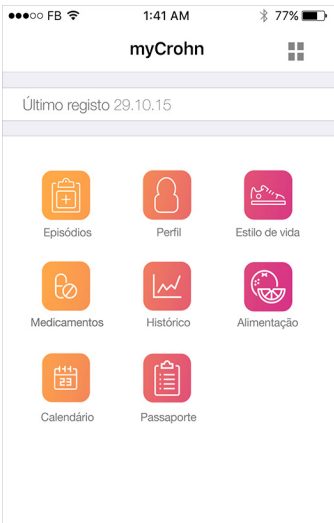 FB 1:41 AM 77%
myCrohn
Último registo 29.10.15
Episódios Perfil Estilo de vida
Medicamentos Histórico Alimentação
23
Calendário Passaporte